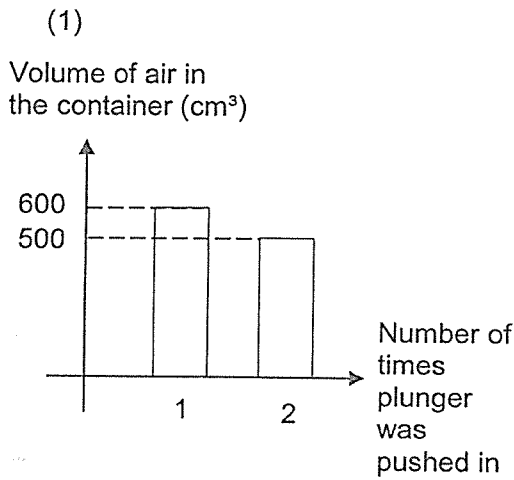 (1)
Volume of air in
the container (cm³)
600
500
1
2
Number of
times
plunger
was
pushed in